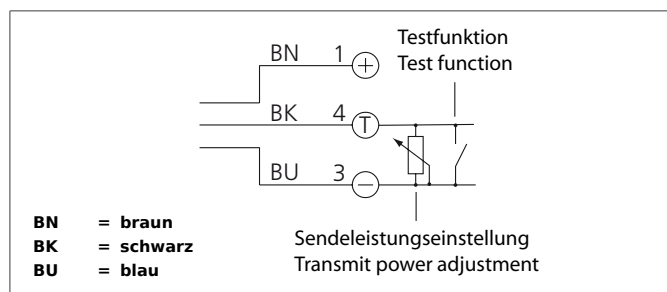 Testfunktion
Test function
BN 1 +
BK 4 T
BU 3 −
BN = braun
BK = schwarz
BU = blau
Sendeleistungseinstellung
Transmit power adjustment